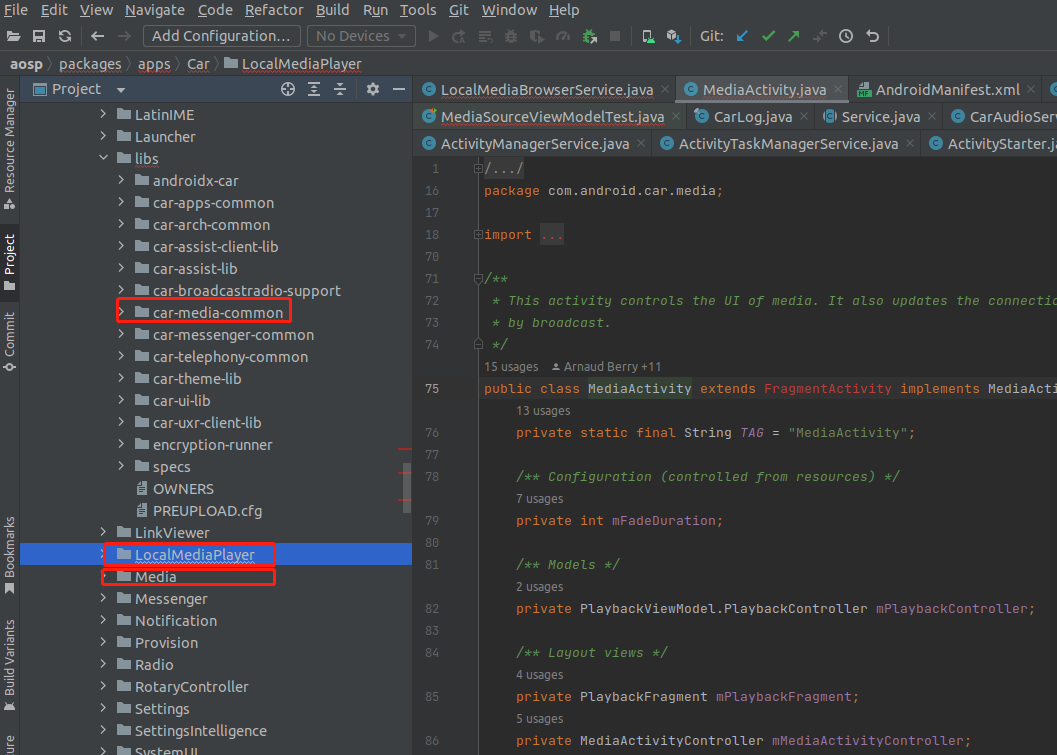 File Edit View Navigate Code Refactor Build Run Tools Git Window Help
Add Configuration... No Devices Git:
aosp packages apps Car LocalMediaPlayer
Project
LocalMediaBrowserService.java MediaActivity.java AndroidManifest.xml
MediaSourceViewModelTest.java CarLog.java Service.java CarAudioSer
ActivityManagerService.java ActivityTaskManagerService.java ActivityStarter.ja
Resource Manager
Project
Commit
Bookmarks
Build Variants
ure
LatinIME
Launcher
libs
androidx-car
car-apps-common
car-arch-common
car-assist-client-lib
car-assist-lib
car-broadcastradio-support
car-media-common
car-messenger-common
car-telephony-common
car-theme-lib
car-ui-lib
car-uxr-client-lib
encryption-runner
specs
OWNERS
PREUPLOAD.cfg
LinkViewer
LocalMediaPlayer
Media
Messenger
Notification
Provision
Radio
RotaryController
Settings
SettingsIntelligence
SystemUI
1 /.../
16 package com.android.car.media;
17
18 import ...
70
71 /**
72 * This activity controls the UI of media. It also updates the connectio
73 * by broadcast.
74 */
15 usages Arnaud Berry +11
75 public class MediaActivity extends FragmentActivity implements MediaActi
13 usages
76 private static final String TAG = "MediaActivity";
77
78 /** Configuration (controlled from resources) */
7 usages
79 private int mFadeDuration;
80
81 /** Models */
2 usages
82 private PlaybackViewModel.PlaybackController mPlaybackController;
83
84 /** Layout views */
4 usages
85 private PlaybackFragment mPlaybackFragment;
5 usages
86 private MediaActivityController mMediaActivityController;